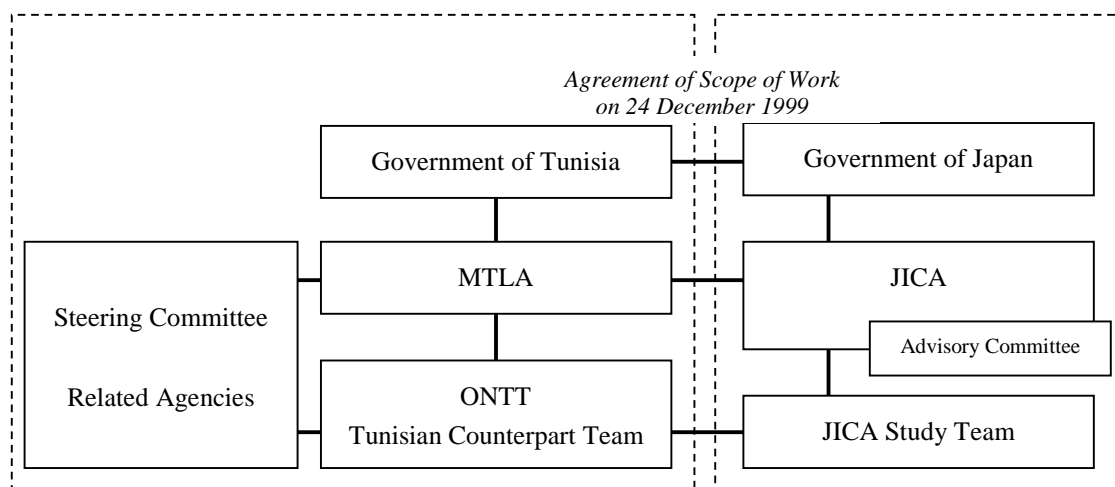 Agreement of Scope of Work
on 24 December 1999
Government of Tunisia
Government of Japan
MTLA
JICA
Steering Committee
Advisory Committee
Related Agencies
ONTT
Tunisian Counterpart Team
JICA Study Team